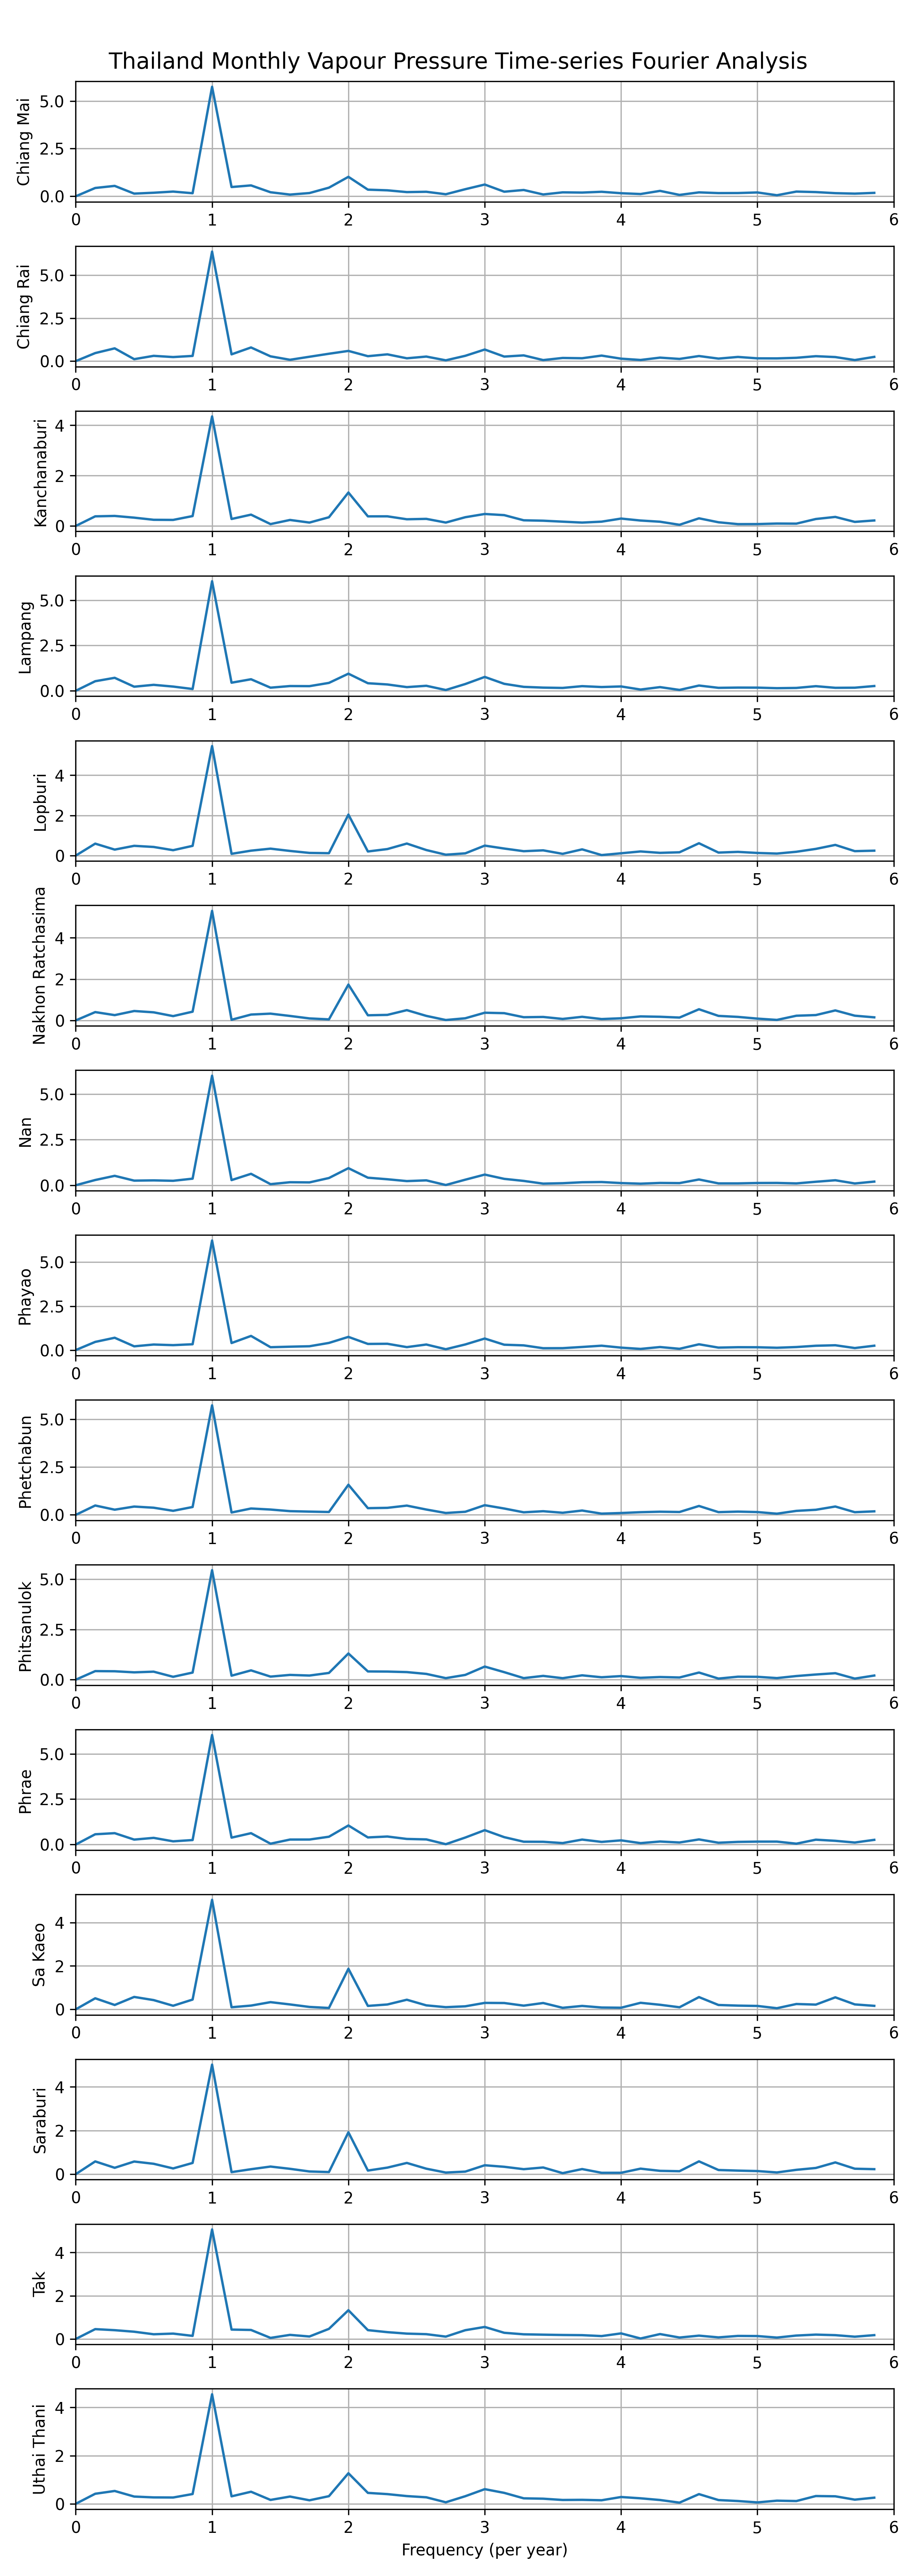 Thailand Monthly Vapour Pressure Time-series Fourier Analysis
Chiang Mai
5.0
2.5
0.0
0 1 2 3 4 5 6
Chiang Rai
5.0
2.5
0.0
0 1 2 3 4 5 6
Kanchanaburi
4
2
0
0 1 2 3 4 5 6
Lampang
5.0
2.5
0.0
0 1 2 3 4 5 6
Lopburi
4
2
0
0 1 2 3 4 5 6
Nakhon Ratchasima
4
2
0
0 1 2 3 4 5 6
Nan
5.0
2.5
0.0
0 1 2 3 4 5 6
Phayao
5.0
2.5
0.0
0 1 2 3 4 5 6
Phetchabun
5.0
2.5
0.0
0 1 2 3 4 5 6
Phitsanulok
5.0
2.5
0.0
0 1 2 3 4 5 6
Phrae
5.0
2.5
0.0
0 1 2 3 4 5 6
Sa Kaeo
4
2
0
0 1 2 3 4 5 6
Saraburi
4
2
0
0 1 2 3 4 5 6
Tak
4
2
0
0 1 2 3 4 5 6
Uthai Thani
4
2
0
0 1 2 3 4 5 6
Frequency (per year)